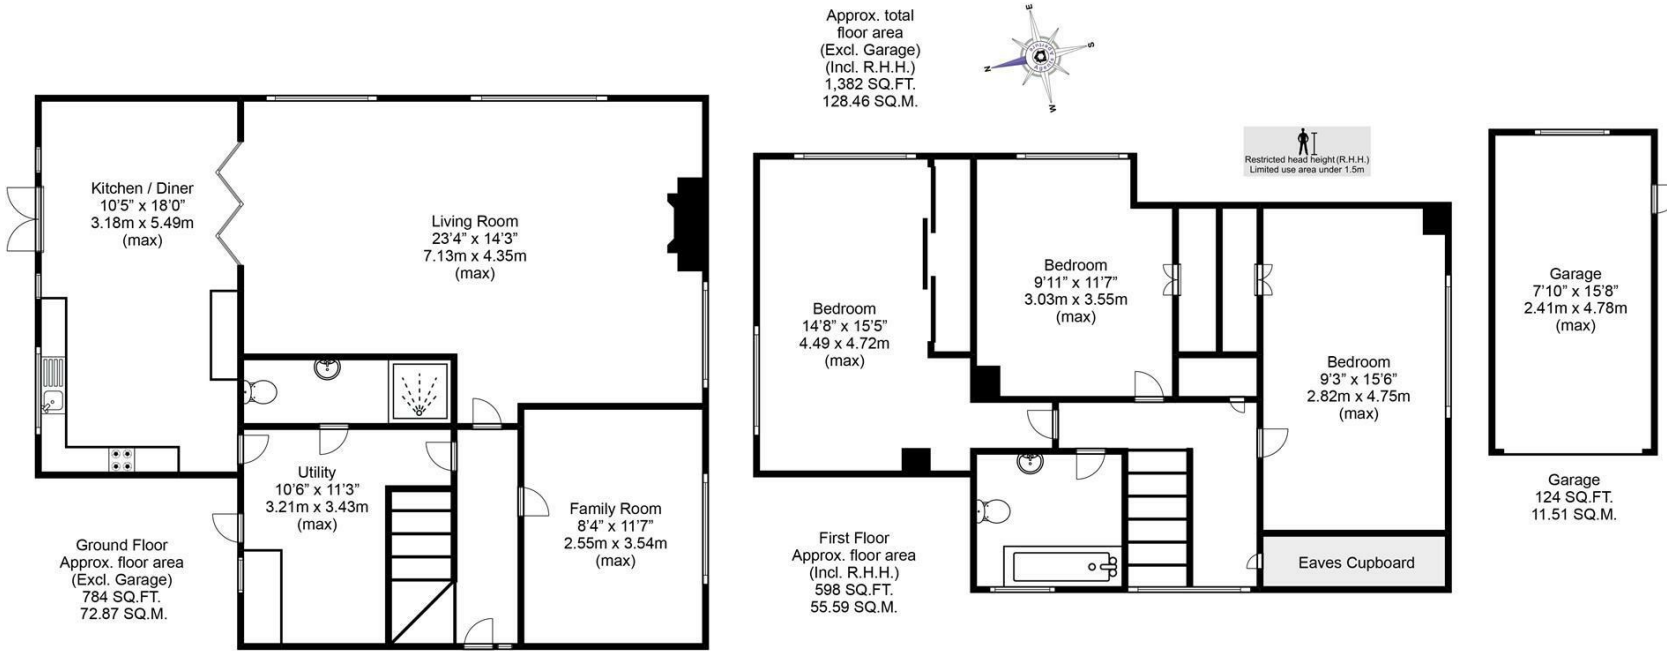 Approx. total
floor area
(Excl. Garage)
(Incl. R.H.H.)
1,382 SQ.FT.
128.46 SQ.M.
E
S
N
W
Restricted head height (R.H.H.)
Limited use area under 1.5m
Kitchen / Diner
10'5" x 18'0"
3.18m x 5.49m
(max)
Living Room
23'4" x 14'3"
7.13m x 4.35m
(max)
Utility
10'6" x 11'3"
3.21m x 3.43m
(max)
Family Room
8'4" x 11'7"
2.55m x 3.54m
(max)
Ground Floor
Approx. floor area
(Excl. Garage)
784 SQ.FT.
72.87 SQ.M.
Bedroom
14'8" x 15'5"
4.49 x 4.72m
(max)
Bedroom
9'11" x 11'7"
3.03m x 3.55m
(max)
Bedroom
9'3" x 15'6"
2.82m x 4.75m
(max)
Eaves Cupboard
First Floor
Approx. floor area
(Incl. R.H.H.)
598 SQ.FT.
55.59 SQ.M.
Garage
7'10" x 15'8"
2.41m x 4.78m
(max)
Garage
124 SQ.FT.
11.51 SQ.M.